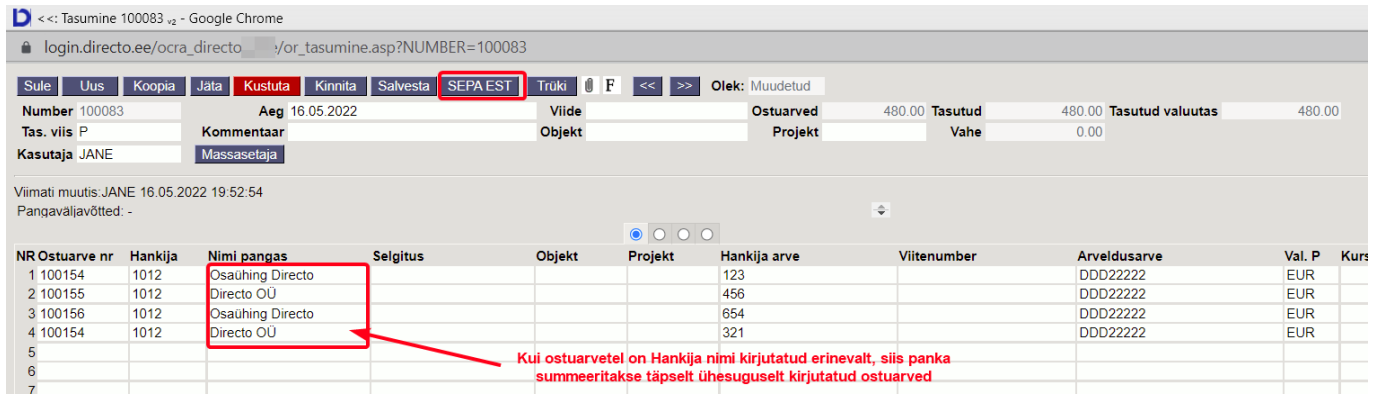 <<: Tasumine 100083 v2 - Google Chrome
login.directo.ee/ocra_directo /or_tasumine.asp?NUMBER=100083
Sule Uus Koopia Jäta Kustuta Kinnita Salvesta SEPA EST Trüki F << >> Olek: Muudetud
Number 100083 Aeg 16.05.2022 Viide Ostuarved 480.00 Tasutud 480.00 Tasutud valuutas 480.00
Tas. viis P Kommentaar Objekt Projekt Vahe 0.00
Kasutaja JANE Massasetaja
Viimati muutis:JANE 16.05.2022 19:52:54
Pangaväljavõtted: -
NR Ostuarve nr Hankija Nimi pangas Selgitus Objekt Projekt Hankija arve Viitenumber Arveldusarve Val. P Kurs
1 100154 1012 Osaühing Directo 123 DDD22222 EUR
2 100155 1012 Directo OÜ 456 DDD22222 EUR
3 100156 1012 Osaühing Directo 654 DDD22222 EUR
4 100154 1012 Directo OÜ 321 DDD22222 EUR
5
Kui ostuarvetel on Hankija nimi kirjutatud erinevalt, siis panka
6
summeeritakse täpselt ühesuguselt kirjutatud ostuarved
7